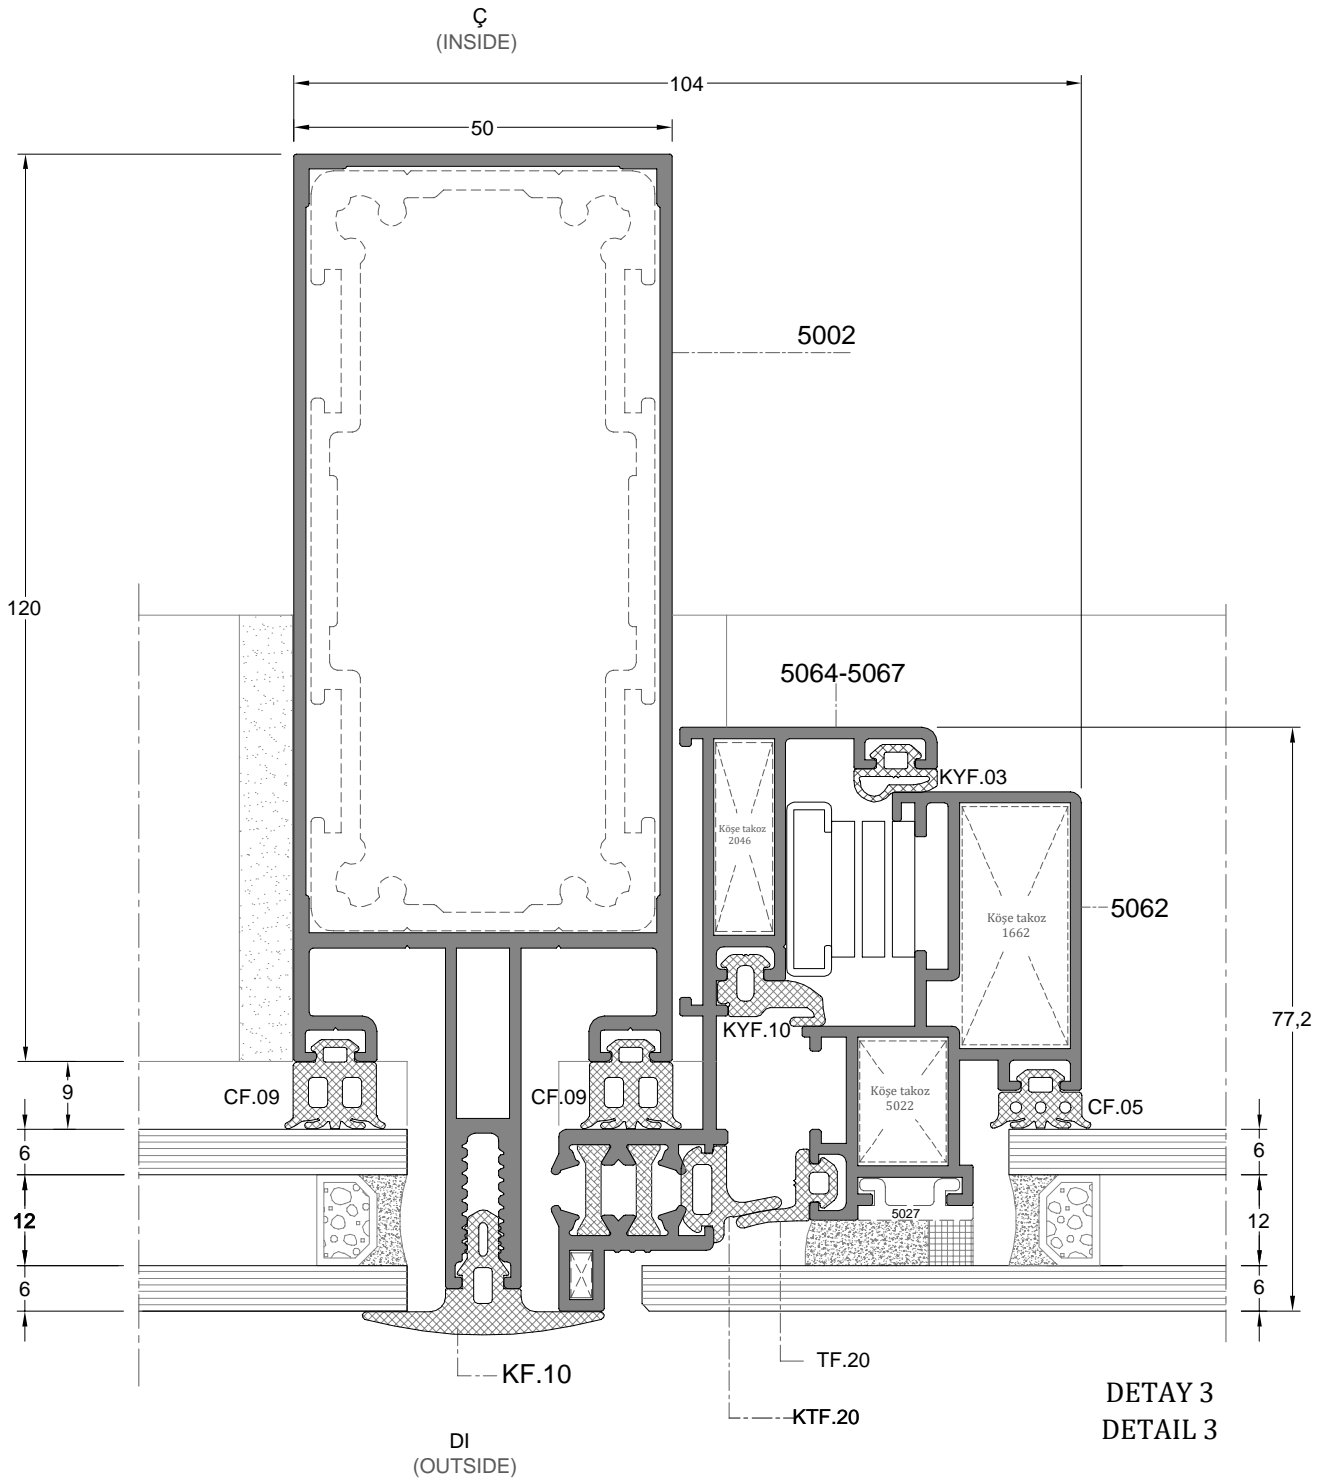 Ç
(INSIDE)
104
50
5002
120
5064-5067
KYF.03
Köşe takoz
2046
5062
Köşe takoz
1662
KYF.10
77,2
Köşe takoz
5022
9
CF.09
CF.09
CF.05
6
6
12
5027
12
6
6
TF.20
KF.10
KTF.20
DETAY 3
DETAIL 3
DI
(OUTSIDE)